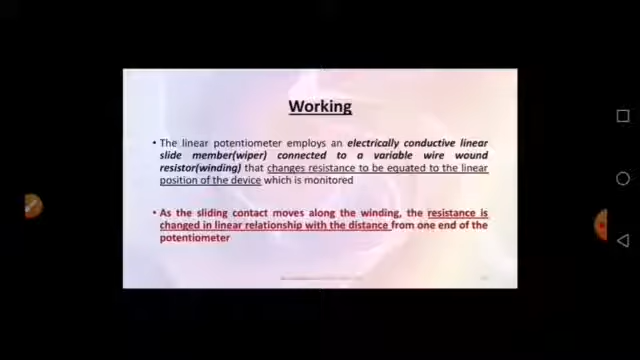 Working
• The linear potentiometer employs an electrically conductive linear
slide member(wiper) connected to a variable wire wound
resistor(winding) that changes resistance to be equated to the linear
position of the device which is monitored
• As the sliding contact moves along the winding, the resistance is
changed in linear relationship with the distance from one end of the
potentiometer